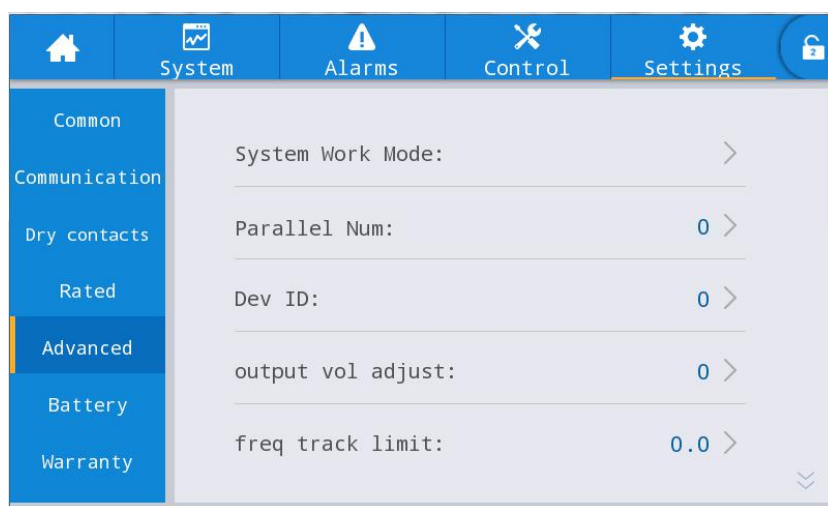 System
Alarms
Control
Settings
2
Common
Communication
Dry contacts
Rated
Advanced
Battery
Warranty
System Work Mode:
Parallel Num: 0
Dev ID: 0
output vol adjust: 0
freq track limit: 0.0